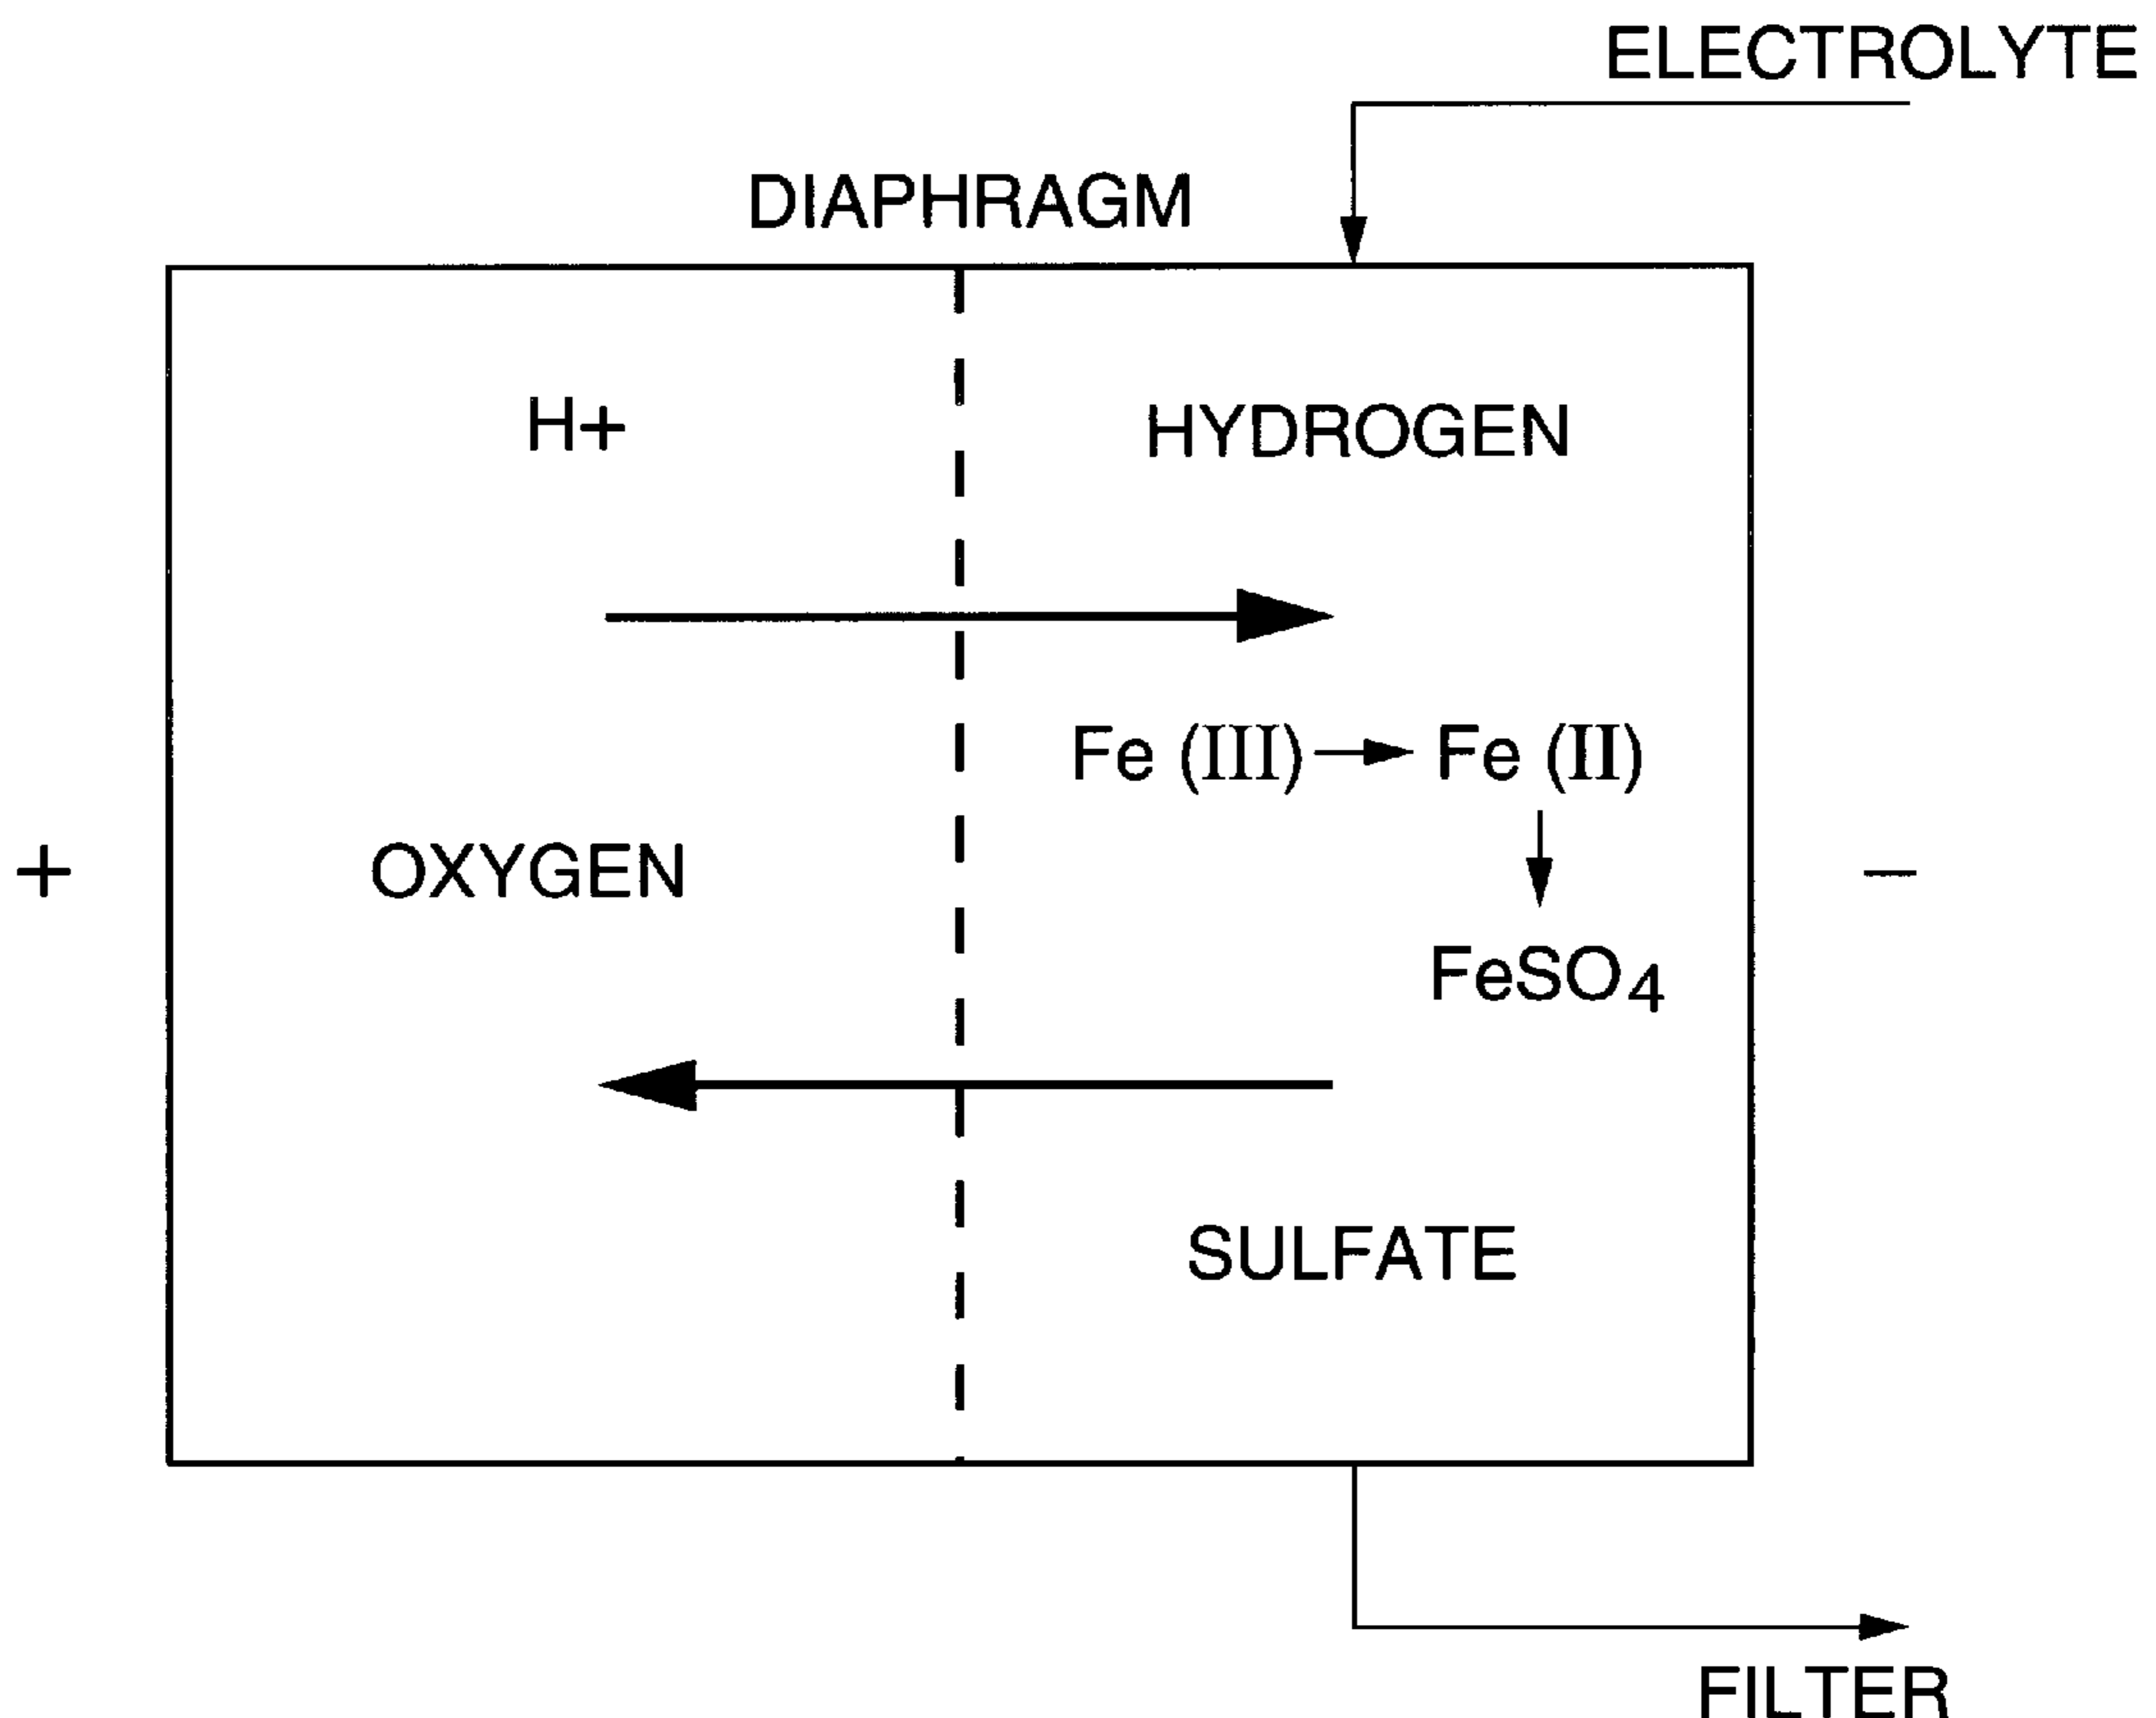 ELECTROLYTE
DIAPHRAGM
H+
HYDROGEN
Fe (III) → Fe (II)
+
OXYGEN
–
FeSO4
SULFATE
FILTER